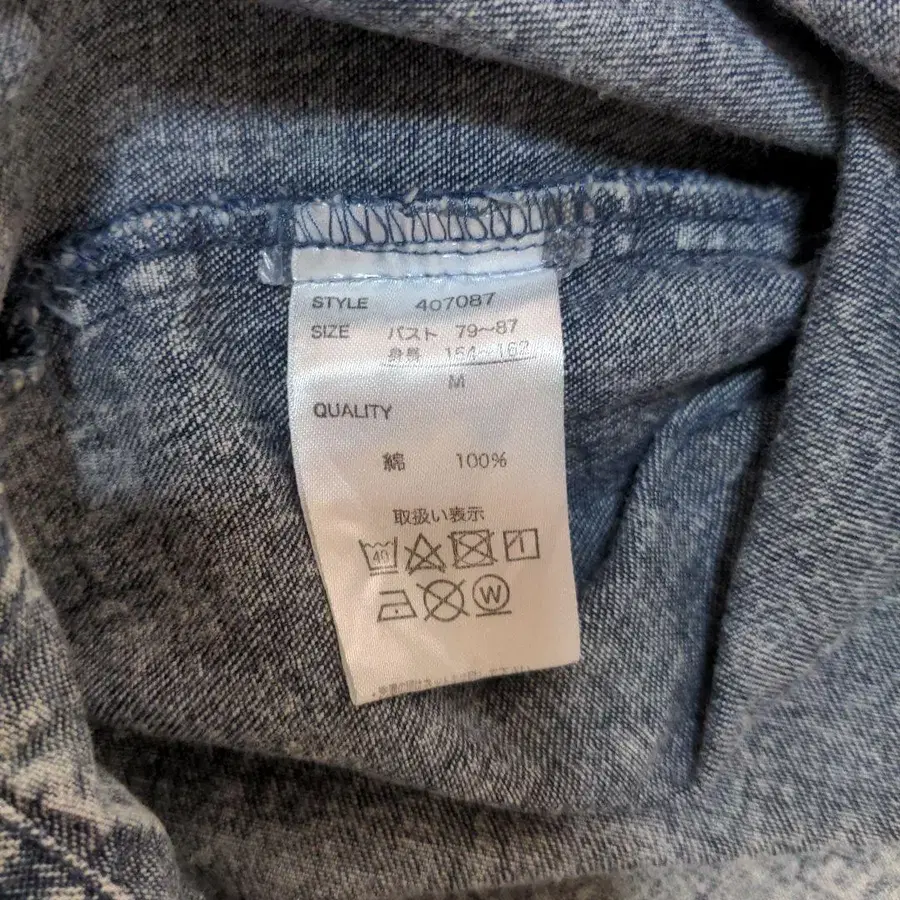 STYLE 407087
SIZE バスト 79〜87
身長 154〜162
M
QUALITY
綿 100%
取扱い表示
40
W